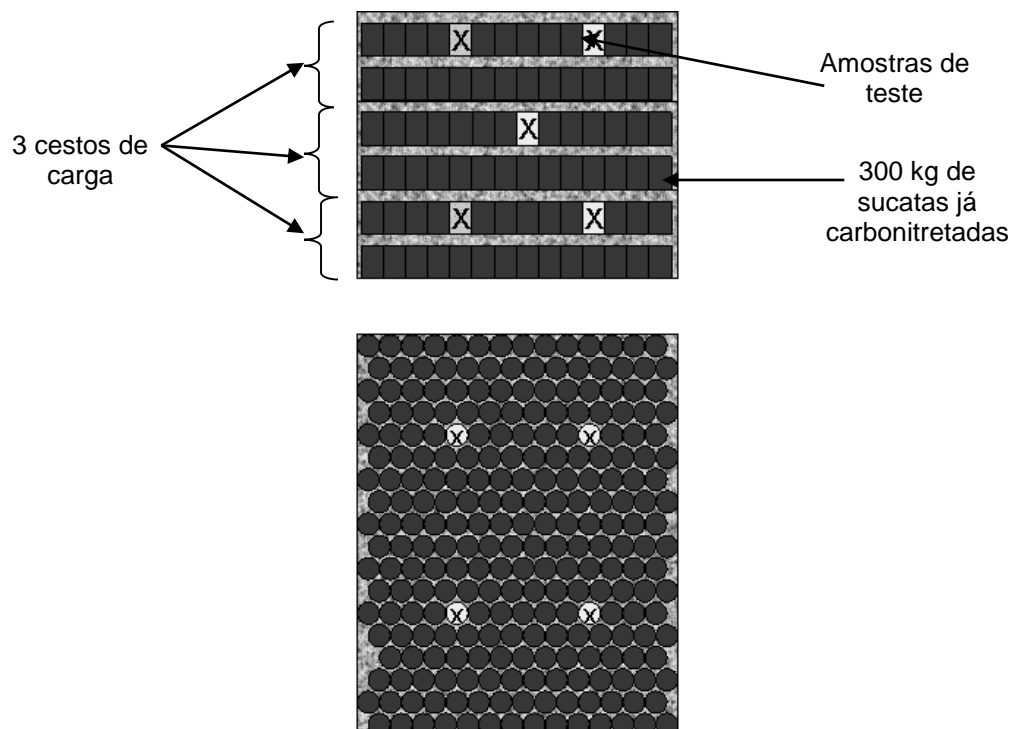 X X
Amostras de
teste
3 cestos de
carga
X
300 kg de
sucatas já
carbonitretadas
X X
x x
x x